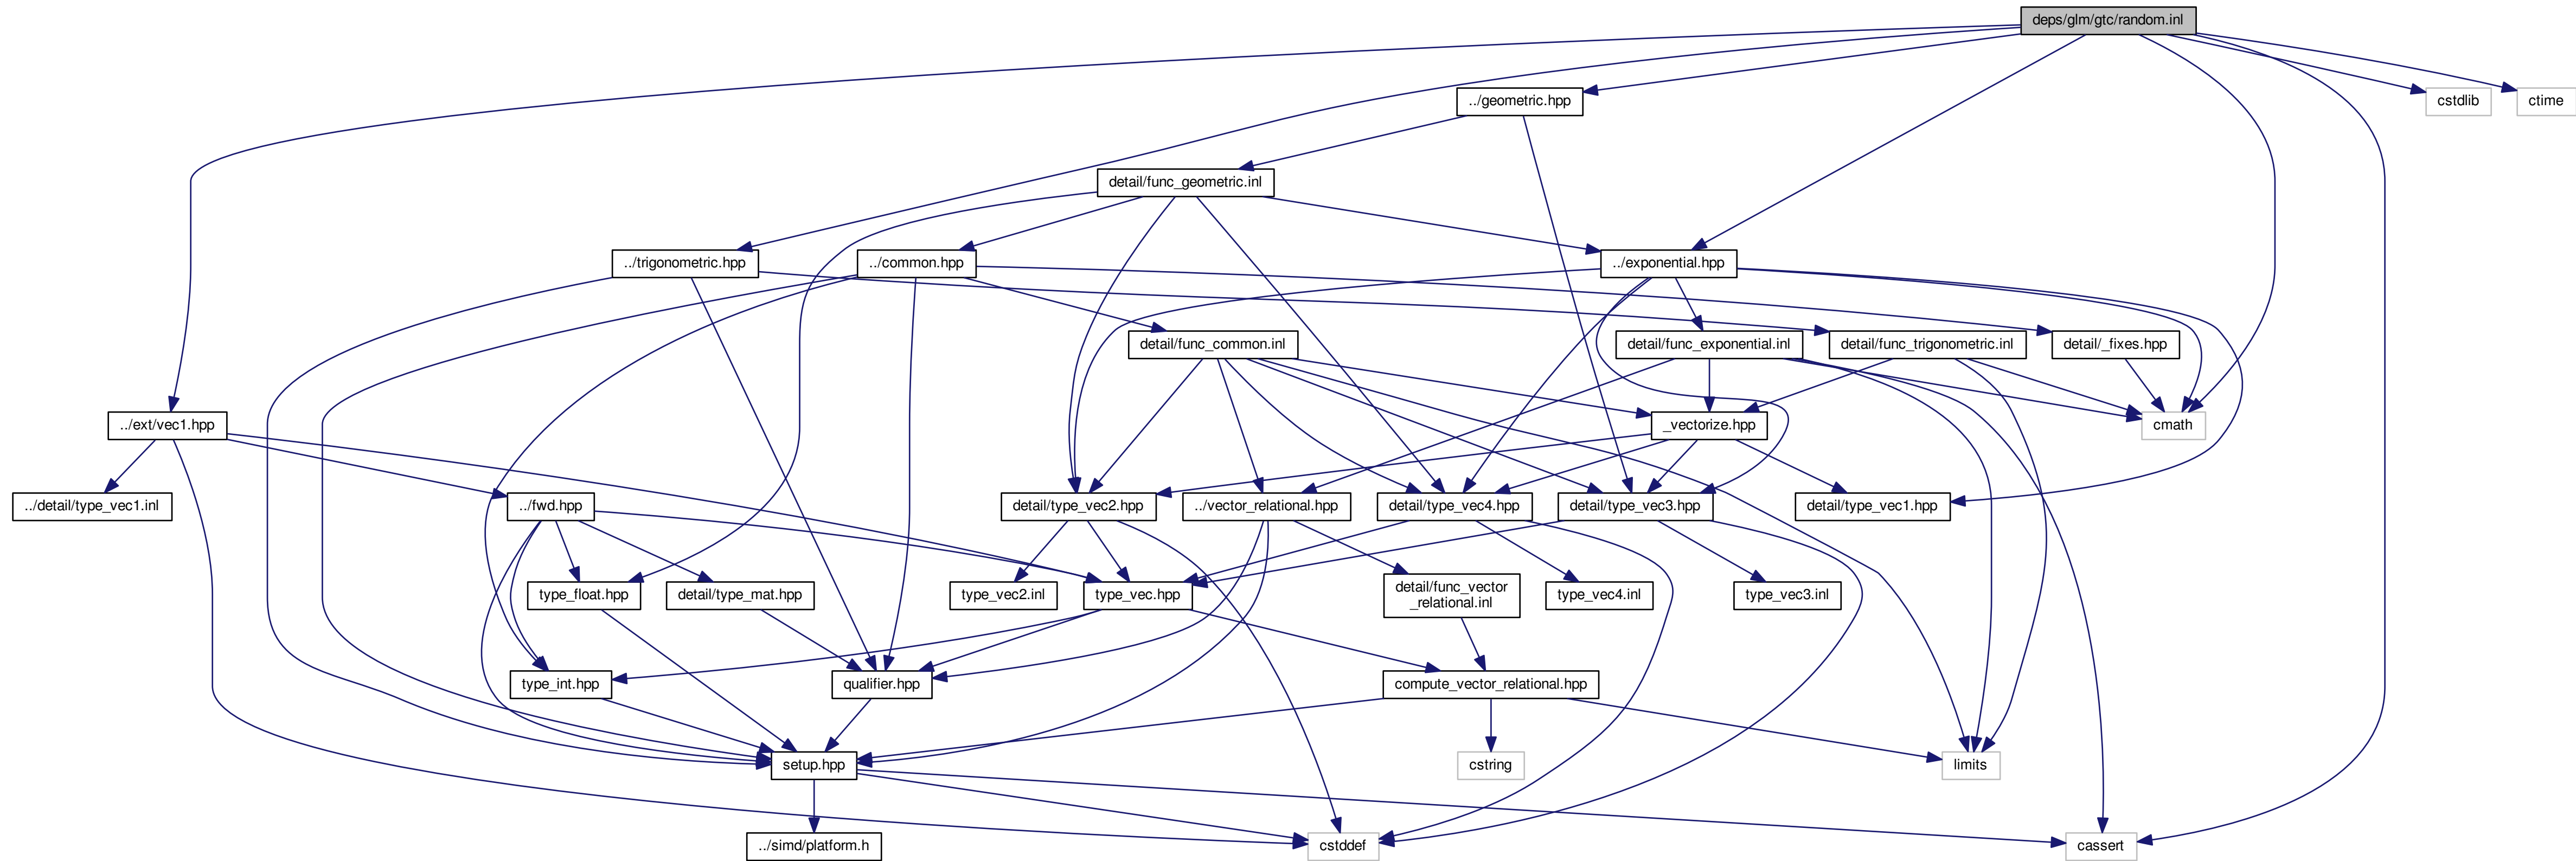 deps/glm/gtc/random.inl
../geometric.hpp
cstdlib
ctime
detail/func_geometric.inl
../trigonometric.hpp
../common.hpp
../exponential.hpp
detail/func_common.inl
detail/func_exponential.inl
detail/func_trigonometric.inl
detail/_fixes.hpp
../ext/vec1.hpp
_vectorize.hpp
cmath
../detail/type_vec1.inl
../fwd.hpp
detail/type_vec2.hpp
../vector_relational.hpp
detail/type_vec4.hpp
detail/type_vec3.hpp
detail/type_vec1.hpp
type_float.hpp
detail/type_mat.hpp
type_vec2.inl
type_vec.hpp
detail/func_vector
_relational.inl
type_vec4.inl
type_vec3.inl
type_int.hpp
qualifier.hpp
compute_vector_relational.hpp
setup.hpp
cstring
limits
../simd/platform.h
cstddef
cassert